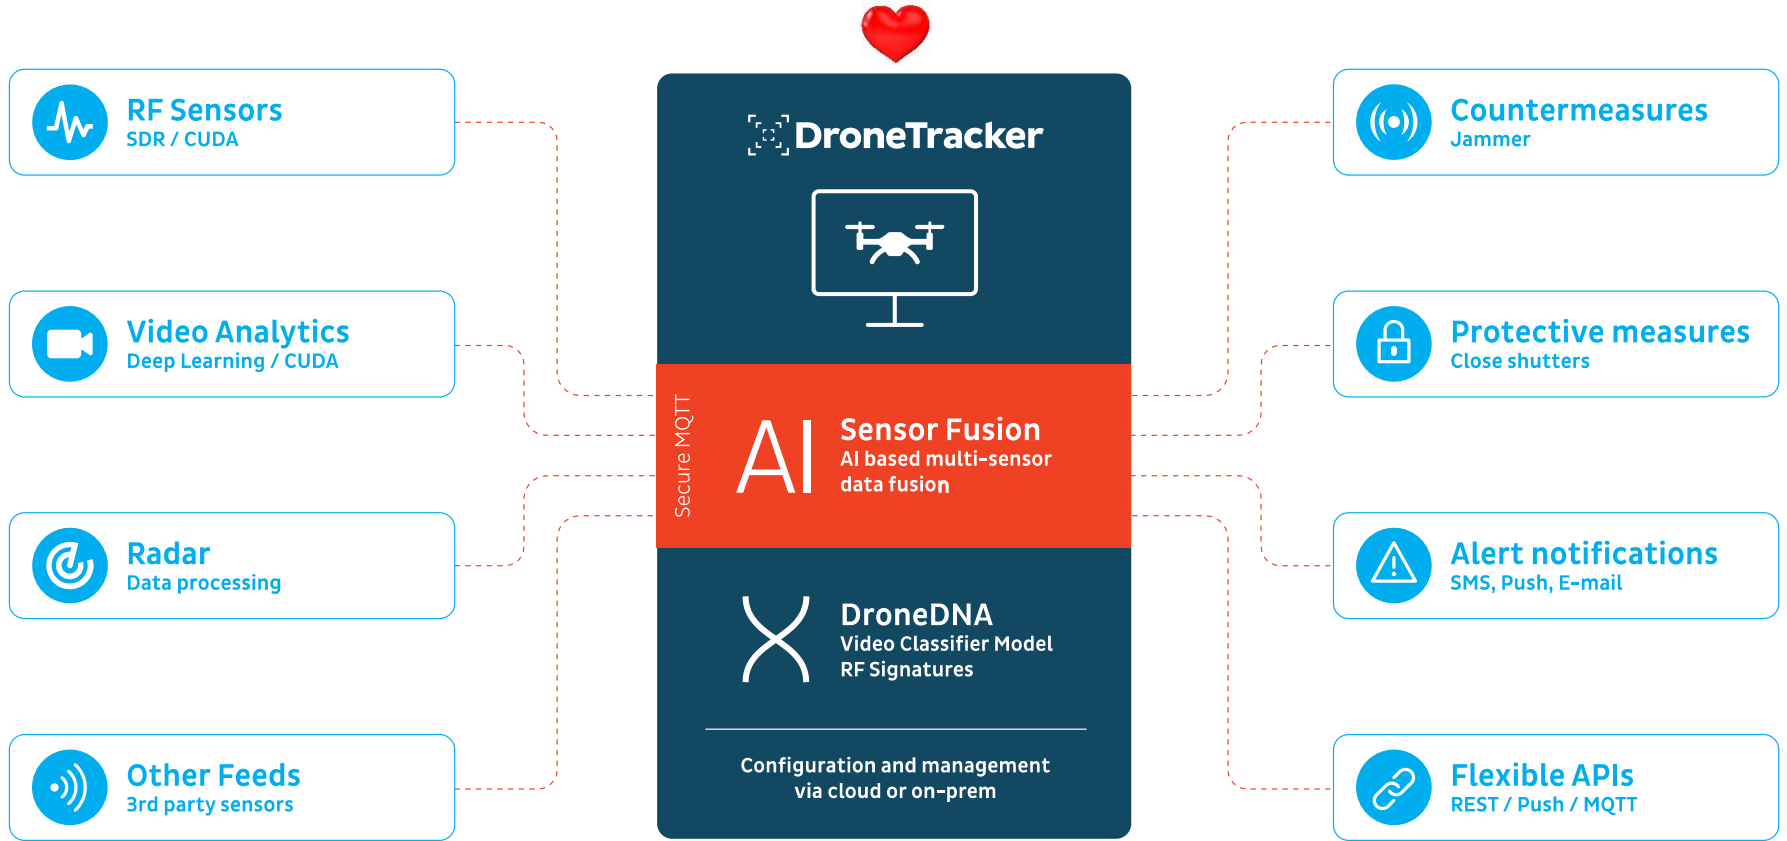 RF Sensors
SDR / CUDA
Video Analytics
Deep Learning / CUDA
Radar
Data processing
Other Feeds
3rd party sensors
DroneTracker
Secure MQTT
AI
Sensor Fusion
AI based multi-sensor
data fusion
DroneDNA
Video Classifier Model
RF Signatures
Configuration and management
via cloud or on-prem
Countermeasures
Jammer
Protective measures
Close shutters
Alert notifications
SMS, Push, E-mail
Flexible APIs
REST / Push / MQTT